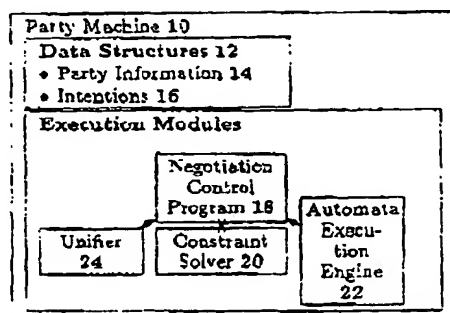 Party Machine 10
Data Structures 12
• Party Information 14
• Intentions 16
Execution Modules
Negotiation
Control
Program 18
Unifier
24
Constraint
Solver 20
Automata
Execu-
tion
Engine
22